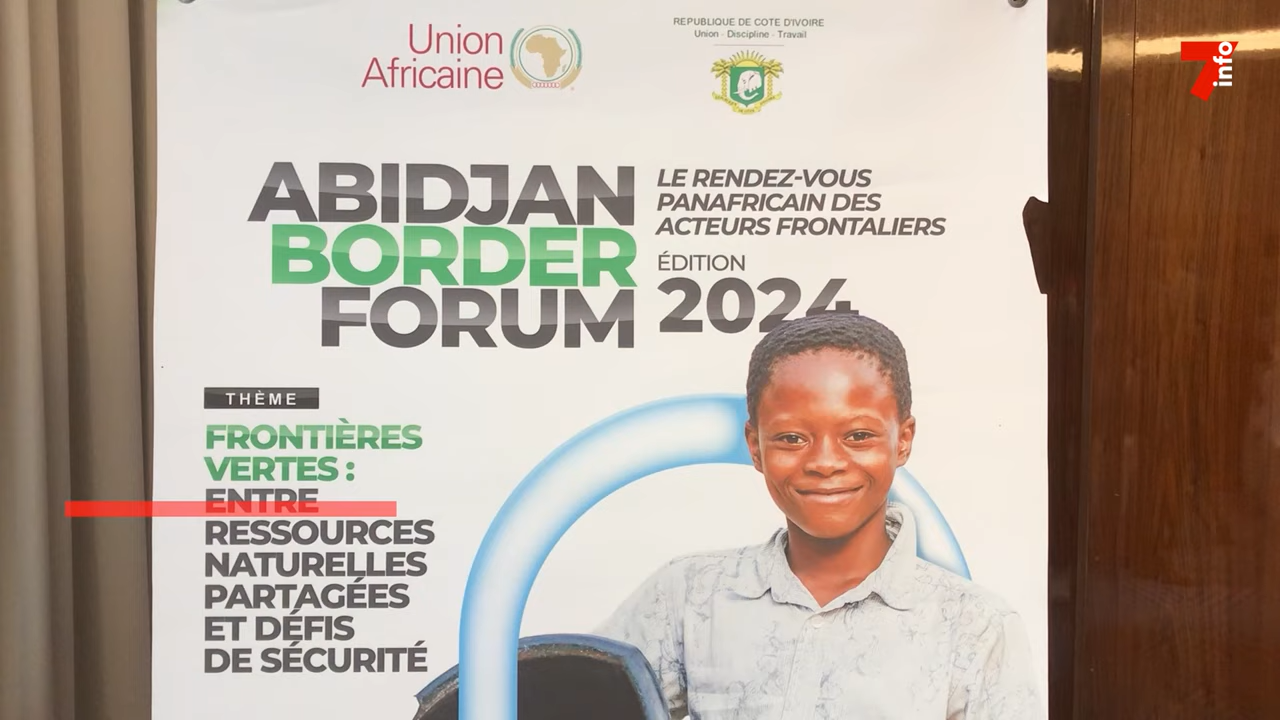 Union
Africaine
REPUBLIQUE DE COTE D'IVOIRE
Union - Discipline - Travail
7info
ABIDJAN
BORDER
FORUM
LE RENDEZ-VOUS
PANAFRICAIN DES
ACTEURS FRONTALIERS
ÉDITION
2024
THÈME
FRONTIÈRES
VERTES :
ENTRE
RESSOURCES
NATURELLES
PARTAGÉES
ET DÉFIS
DE SÉCURITÉ